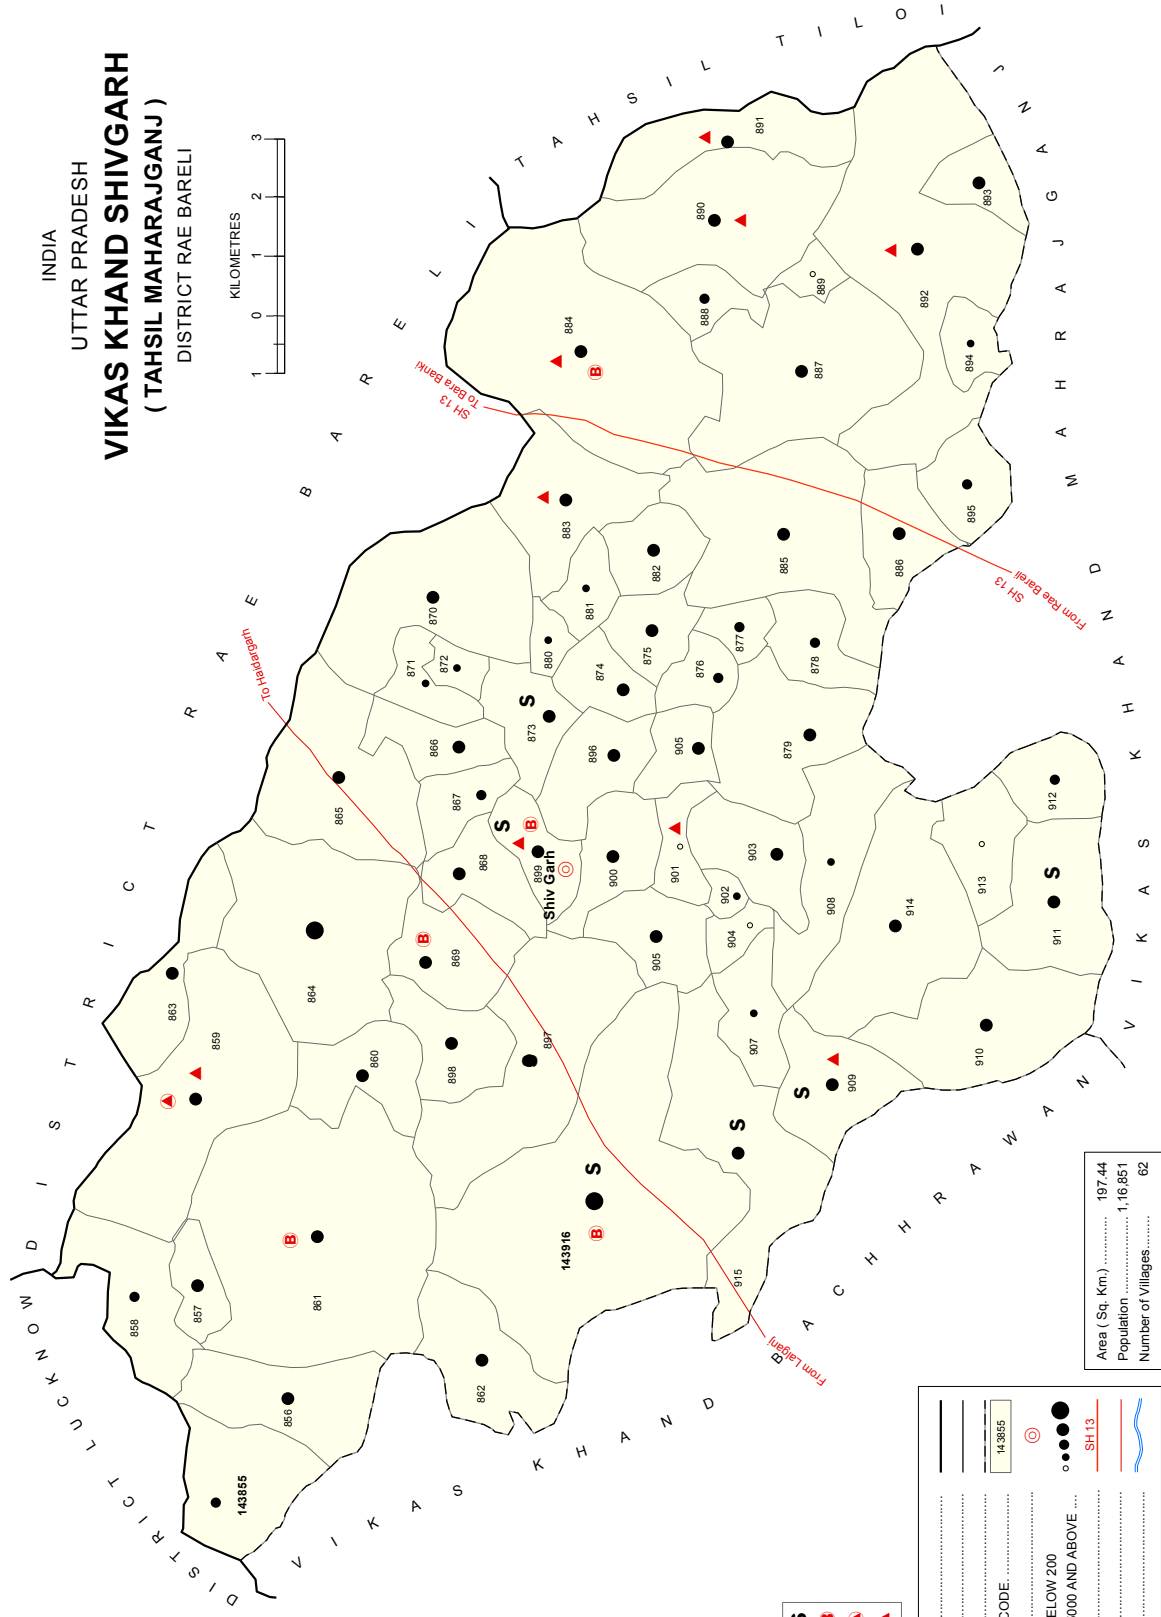 INDIA
UTTAR PRADESH
VIKAS KHAND SHIVGARH
( TAHSIL MAHARAJGANJ )
DISTRICT RAE BARELI
KILOMETRES
1 0 1 2 3
DISTRICT RAE BARELI
TAHSIL TILOI
MAHRAJGANJ
VIKAS KHAND
BACHHRAWAN
VIKAS KHAND
DISTRICT LUCKNOW
To Haidargarh
SH 13
To Bara Banki
From Rae Bareli
SH 13
From Lalganj
143855
856
857
858
859
860
861
862
863
864
865
866
867
868
869
870
871
872
873
S
874
875
876
877
878
879
880
881
882
883
884
B
885
886
887
888
889
890
891
892
893
894
895
896
897
898
899
Shiv Garh
S
B
900
901
902
903
904
905
905
907
908
909
S
910
911
S
912
913
914
915
S
143916
S
B
B
B
Area ( Sq. Km.) ............ 197.44
Population ............... 1,16,851
Number of Villages......... 62
CODE
143855
ELOW 200
000 AND ABOVE ....
SH 13
S
B